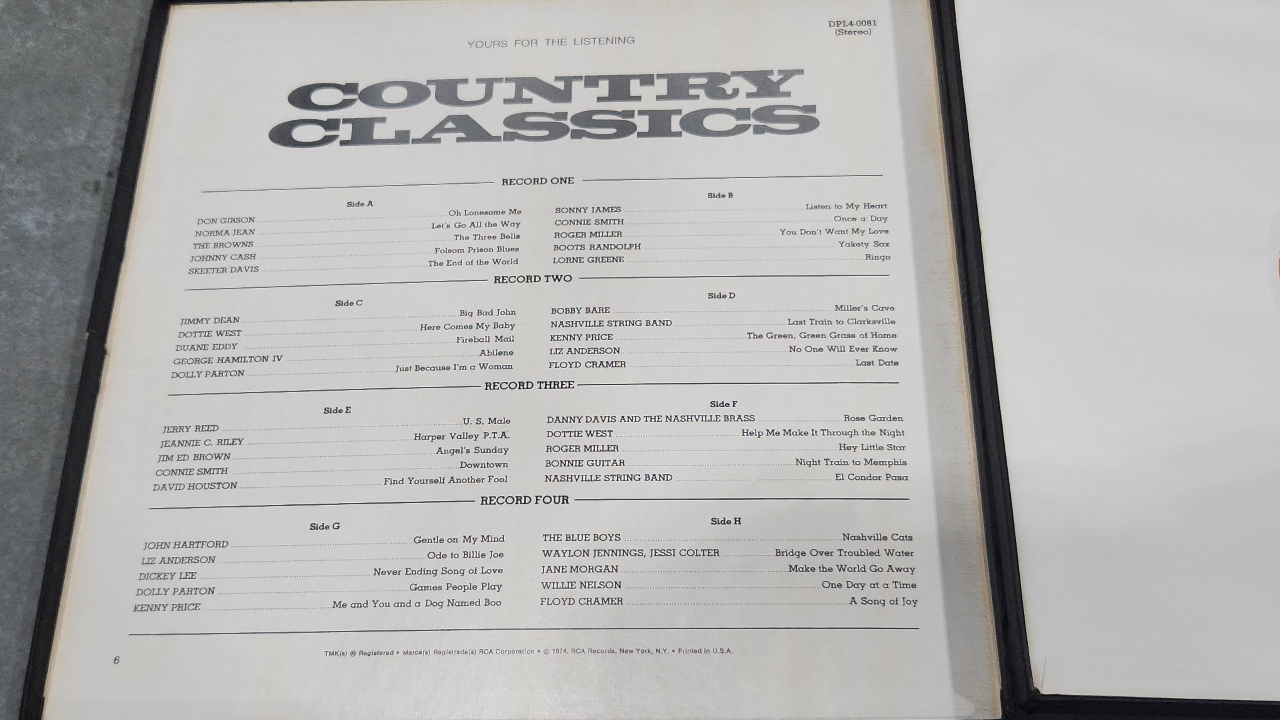 DPL4-0081
(Stereo)
YOURS FOR THE LISTENING
COUNTRY
CLASSICS
RECORD ONE
Side A
DON GIBSON Oh Lonesome Me
NORMA JEAN Let's Go All the Way
THE BROWNS The Three Bells
JOHNNY CASH Folsom Prison Blues
SKEETER DAVIS The End of the World
Side B
SONNY JAMES Listen to My Heart
CONNIE SMITH Once a Day
ROGER MILLER You Don't Want My Love
BOOTS RANDOLPH Yakety Sax
LORNE GREENE Ringo
RECORD TWO
Side C
JIMMY DEAN Big Bad John
DOTTIE WEST Here Comes My Baby
DUANE EDDY Fireball Mail
GEORGE HAMILTON IV Abilene
DOLLY PARTON Just Because I'm a Woman
Side D
BOBBY BARE Miller's Cave
NASHVILLE STRING BAND Last Train to Clarksville
KENNY PRICE The Green, Green Grass of Home
LIZ ANDERSON No One Will Ever Know
FLOYD CRAMER Last Date
RECORD THREE
Side E
JERRY REED U. S. Male
JEANNIE C. RILEY Harper Valley P.T.A.
JIM ED BROWN Angel's Sunday
CONNIE SMITH Downtown
DAVID HOUSTON Find Yourself Another Fool
Side F
DANNY DAVIS AND THE NASHVILLE BRASS Rose Garden
DOTTIE WEST Help Me Make It Through the Night
ROGER MILLER Hey Little Star
BONNIE GUITAR Night Train to Memphis
NASHVILLE STRING BAND El Condor Pasa
RECORD FOUR
Side G
JOHN HARTFORD Gentle on My Mind
LIZ ANDERSON Ode to Billie Joe
DICKEY LEE Never Ending Song of Love
DOLLY PARTON Games People Play
KENNY PRICE Me and You and a Dog Named Boo
Side H
THE BLUE BOYS Nashville Cats
WAYLON JENNINGS, JESSI COLTER Bridge Over Troubled Water
JANE MORGAN Make the World Go Away
WILLIE NELSON One Day at a Time
FLOYD CRAMER A Song of Joy
TMK(s) ® Registered • Marca(s) Registrada(s) RCA Corporation • © 1974, RCA Records, New York, N.Y. • Printed in U.S.A.
6